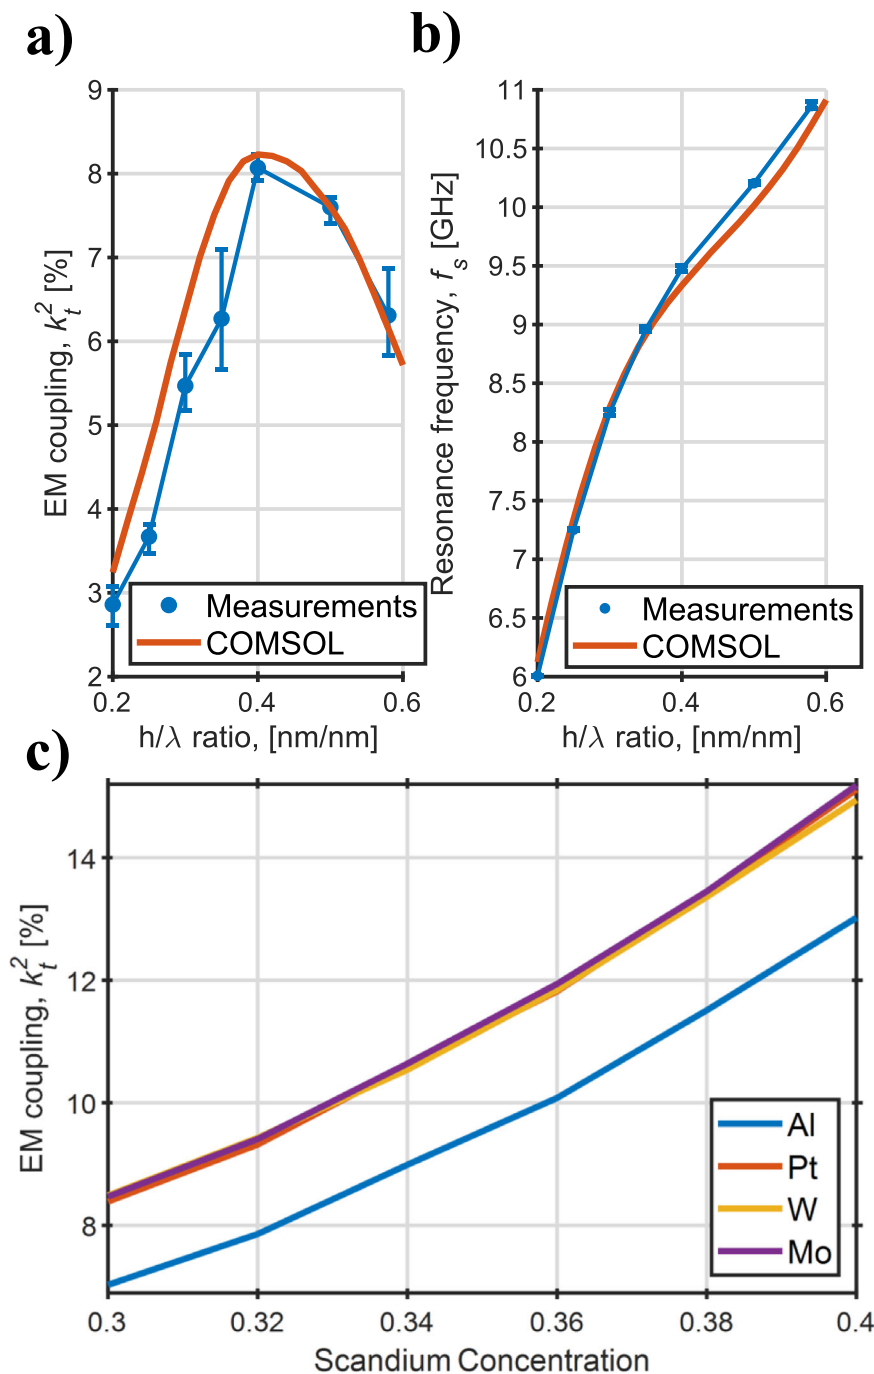 a)
9
8
7
6
5
4
3
2
EM coupling, k_t^2 [%]
Measurements
COMSOL
0.2 0.4 0.6
h/λ ratio, [nm/nm]
b)
11
10.5
10
9.5
9
8.5
8
7.5
7
6.5
6
Resonance frequency, f_s [GHz]
Measurements
COMSOL
0.2 0.4 0.6
h/λ ratio, [nm/nm]
c)
14
12
10
8
EM coupling, k_t^2 [%]
Al
Pt
W
Mo
0.3 0.32 0.34 0.36 0.38 0.4
Scandium Concentration